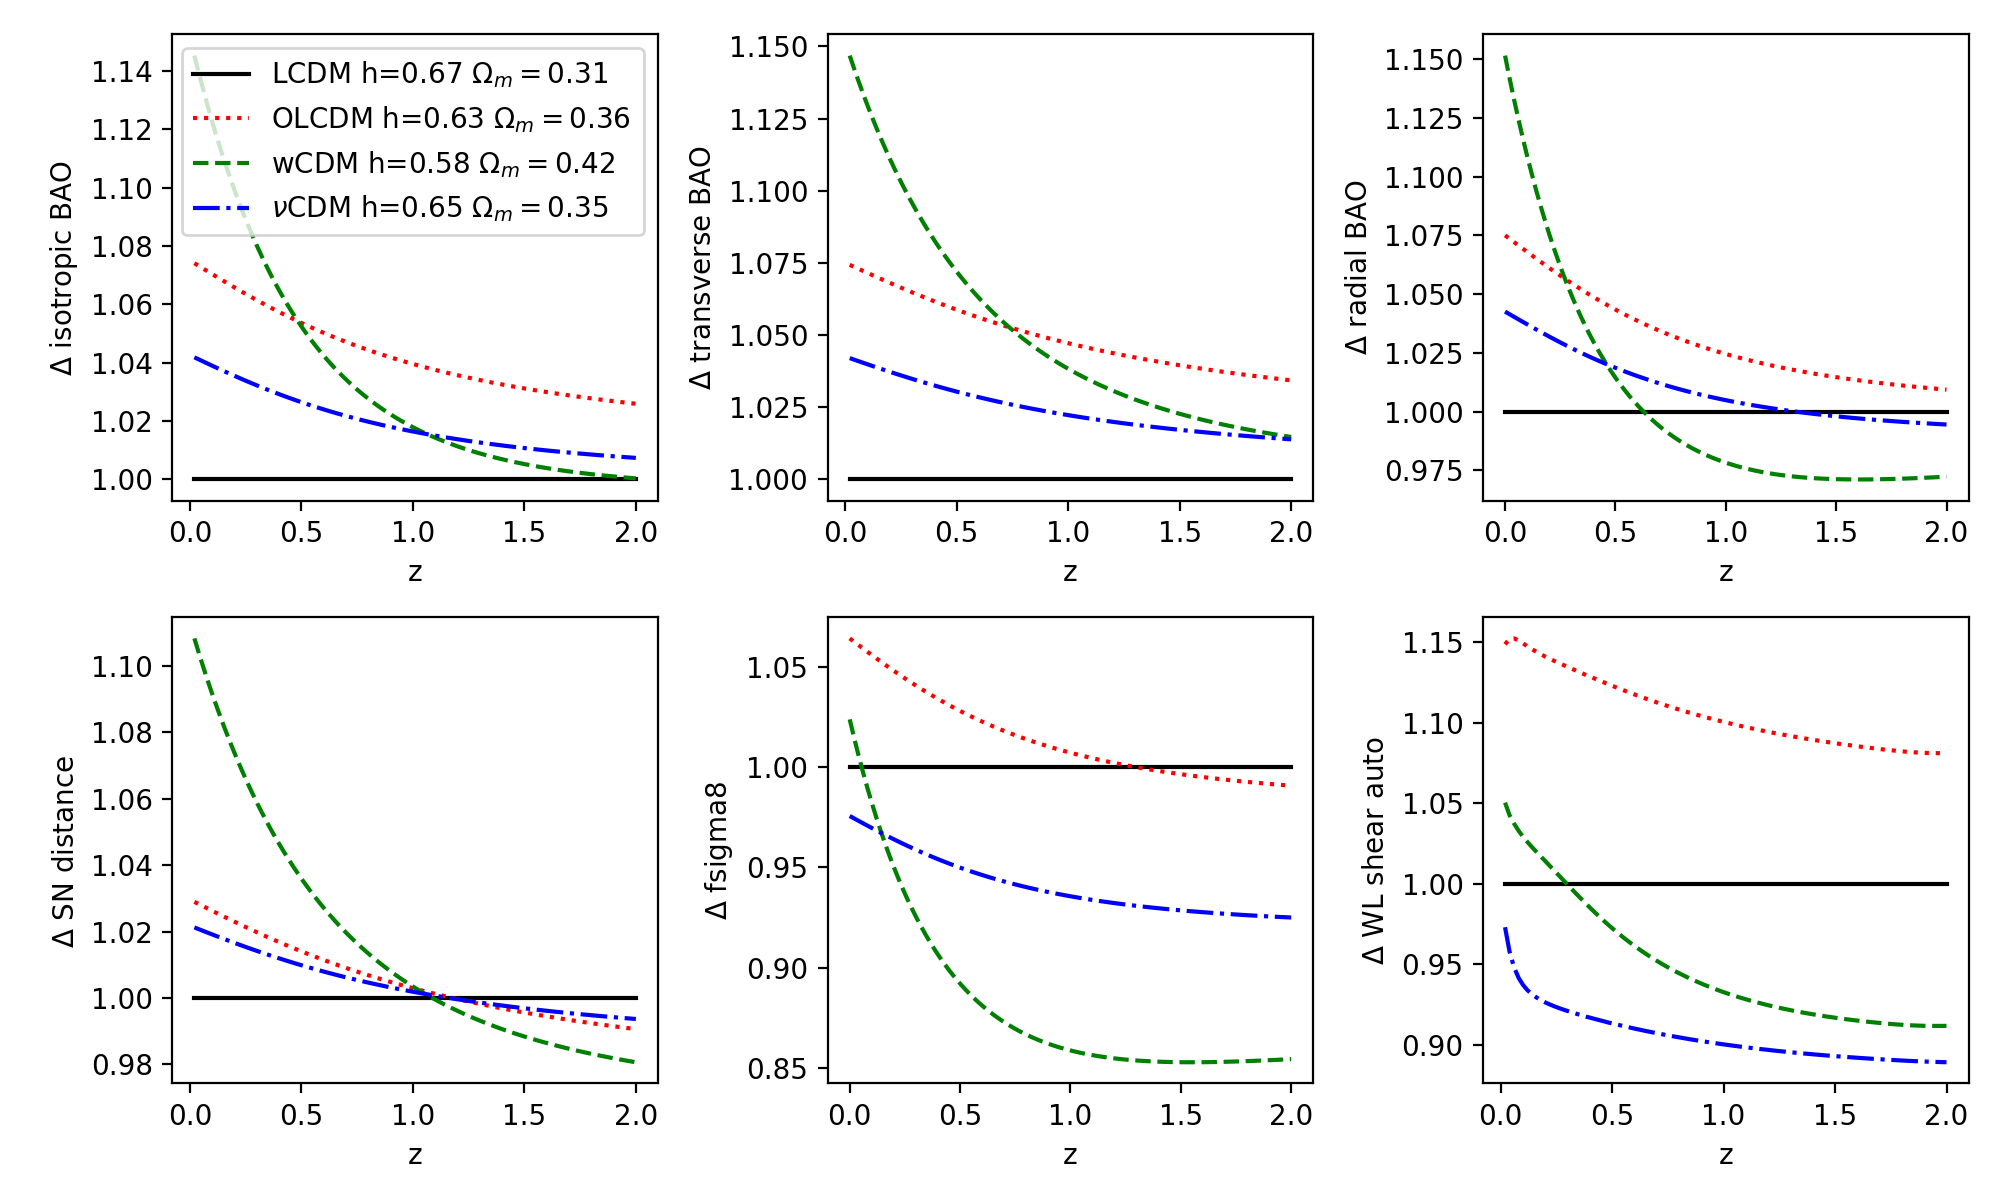 1.14
1.12
1.10
1.08
1.06
1.04
1.02
1.00
Δ isotropic BAO
LCDM h=0.67 Ωm = 0.31
OLCDM h=0.63 Ωm = 0.36
wCDM h=0.58 Ωm = 0.42
νCDM h=0.65 Ωm = 0.35
0.0 0.5 1.0 1.5 2.0
z
1.150
1.125
1.100
1.075
1.050
1.025
1.000
Δ transverse BAO
0.0 0.5 1.0 1.5 2.0
z
1.150
1.125
1.100
1.075
1.050
1.025
1.000
0.975
Δ radial BAO
0.0 0.5 1.0 1.5 2.0
z
1.10
1.08
1.06
1.04
1.02
1.00
0.98
Δ SN distance
0.0 0.5 1.0 1.5 2.0
z
1.05
1.00
0.95
0.90
0.85
Δ fsigma8
0.0 0.5 1.0 1.5 2.0
z
1.15
1.10
1.05
1.00
0.95
0.90
Δ WL shear auto
0.0 0.5 1.0 1.5 2.0
z